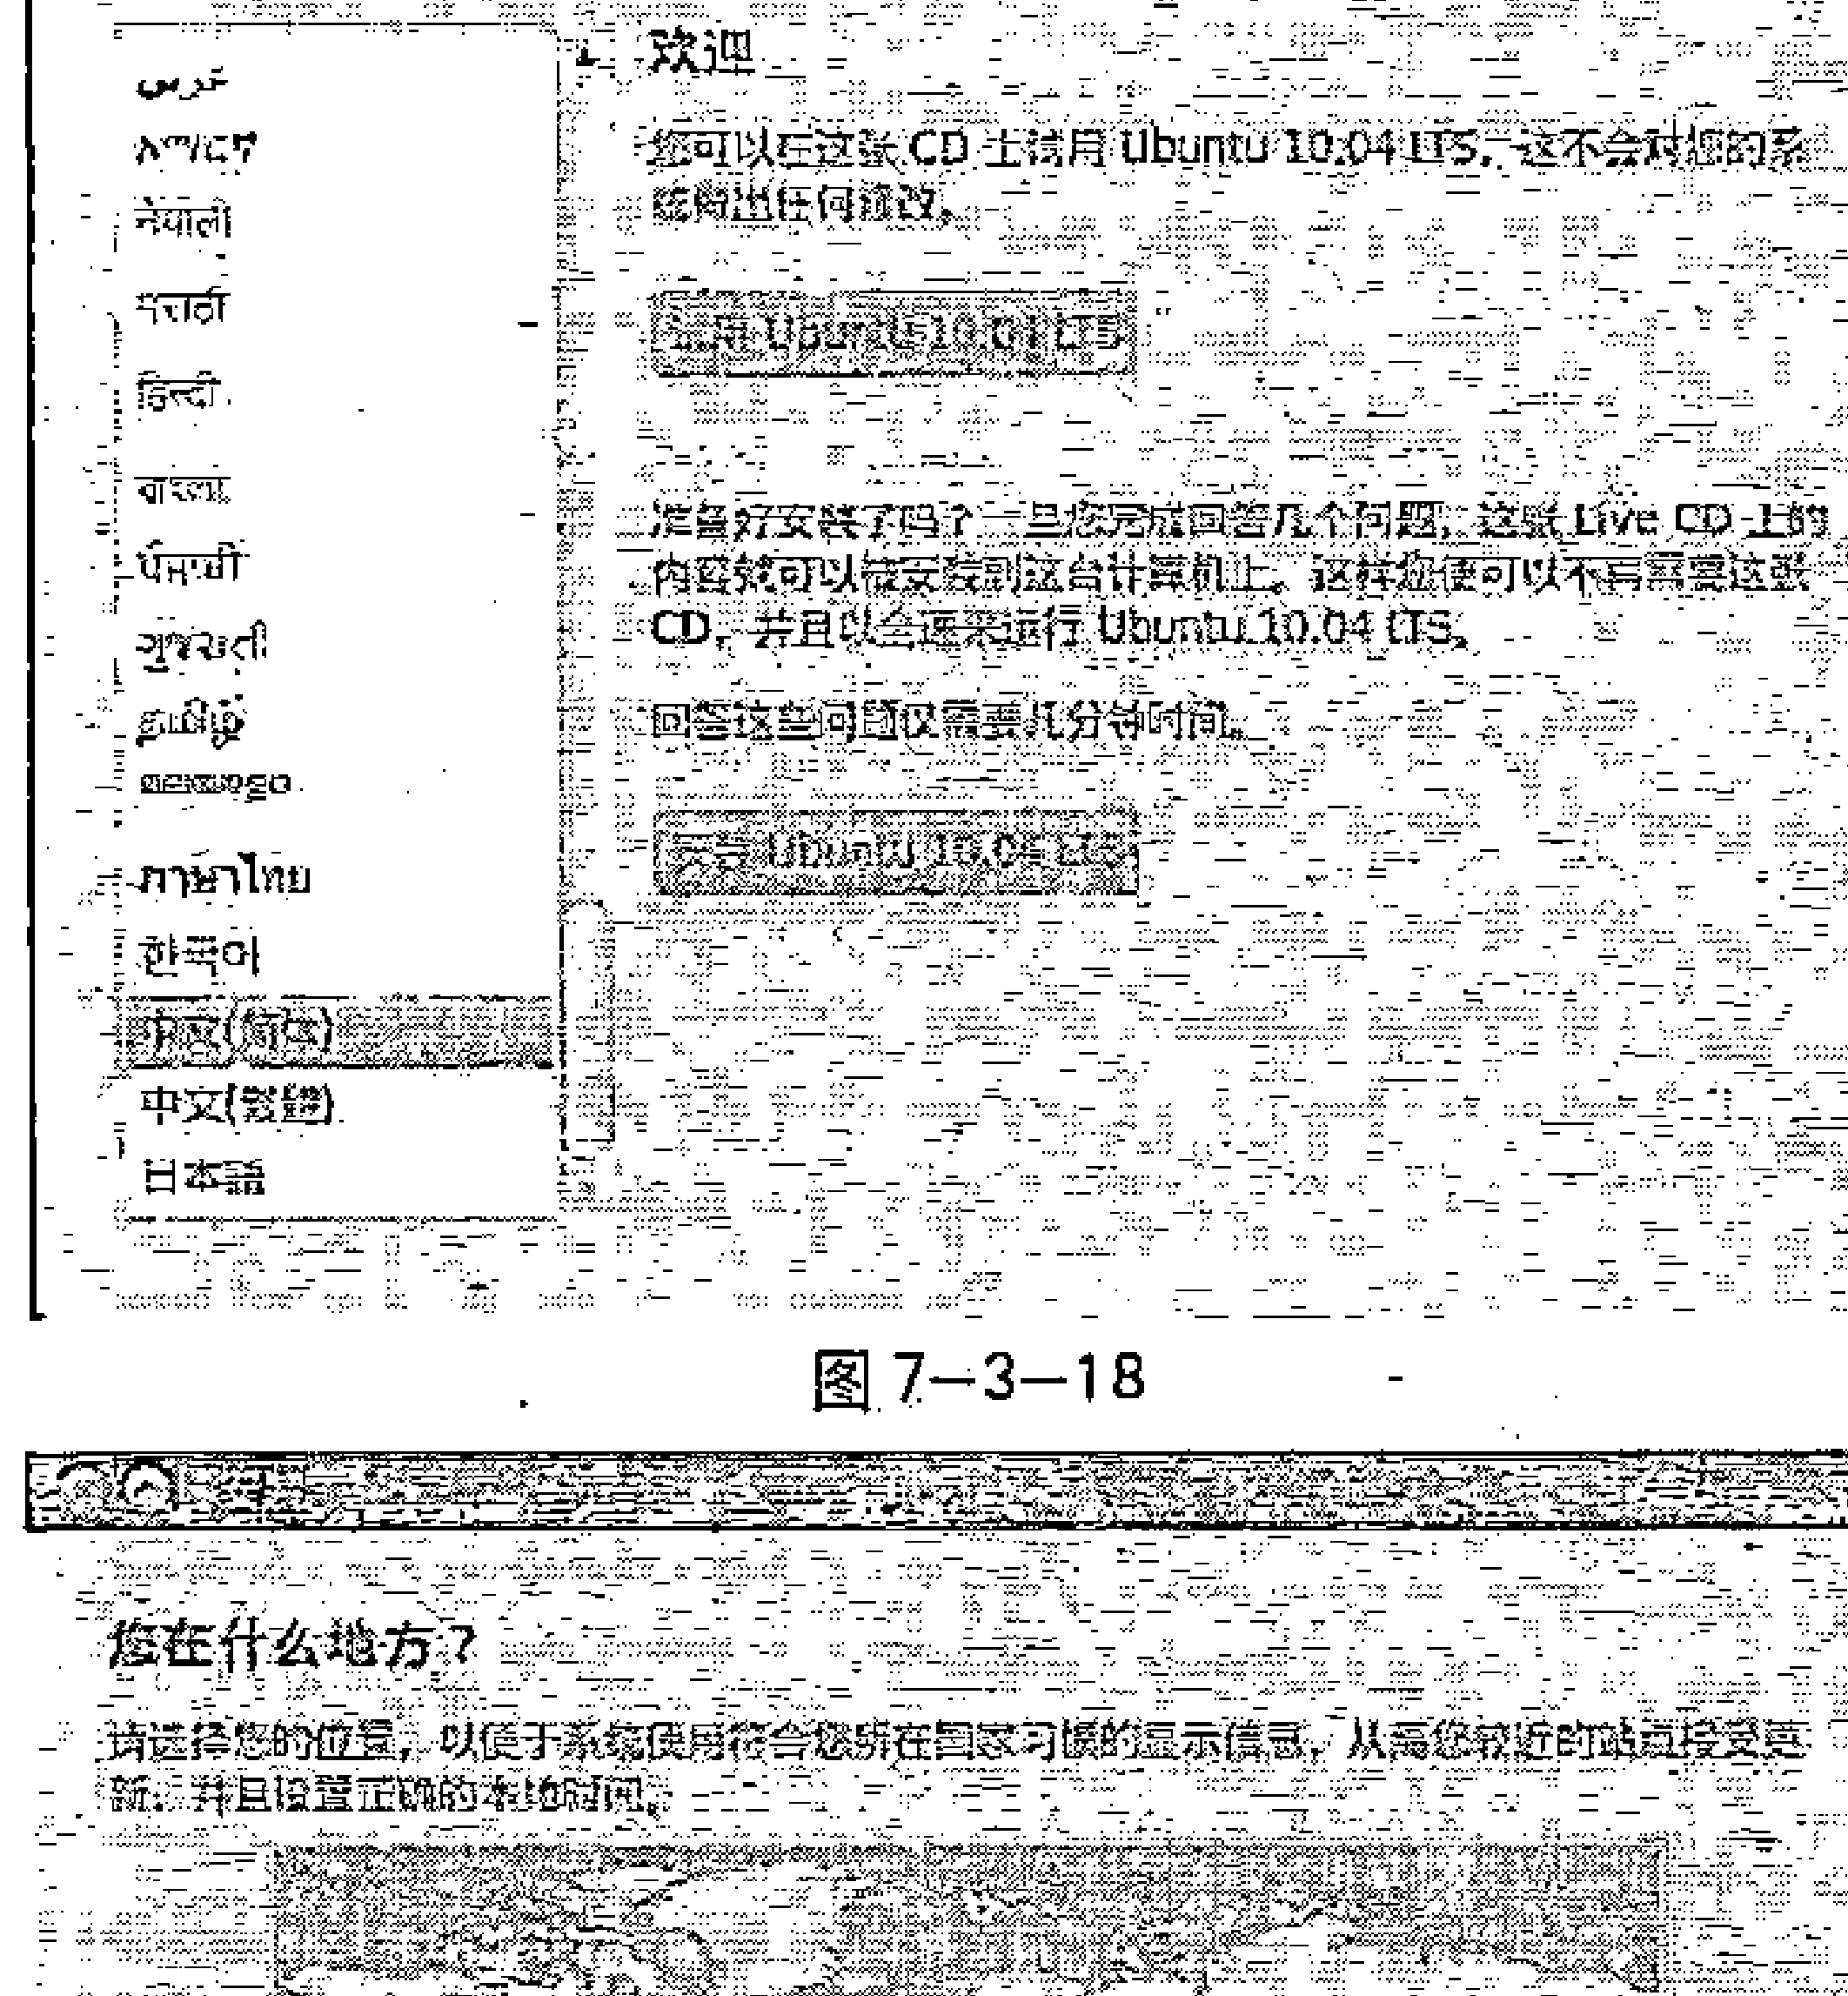 አማርኛ
नेपाली
मराठी
हिन्दी
বাংলা
ਪੰਜਾਬੀ
ગુજરાતી
தமிழ்
ภาษาไทย
한국어
中文(简体)
中文(繁體)
日本語
欢迎
您可以在这张 CD 上试用 Ubuntu 10.04 LTS，这不会对您的系
统做出任何修改。
试用 Ubuntu 10.04 LTS
准备好安装了吗？一旦您完成回答几个问题，这张 Live CD 上的
内容就可以被安装到这台计算机上。这样您便可以不再需要这张
CD，并且以全速来运行 Ubuntu 10.04 LTS。
回答这些问题仅需要几分钟时间。
安装 Ubuntu 10.04 LTS
图 7-3-18
安装
您在什么地方？
请选择您的位置，以便于系统使用符合您所在国家习惯的显示信息，从离您较近的站点接受更
新，并且设置正确的本地时间。